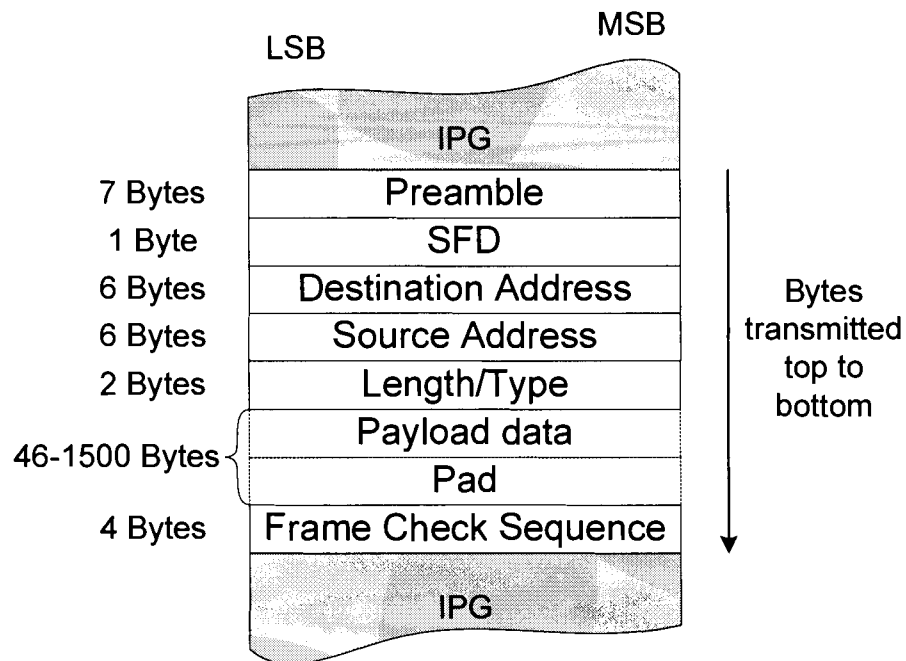 LSB
MSB
IPG
7 Bytes
Preamble
1 Byte
SFD
6 Bytes
Destination Address
6 Bytes
Source Address
2 Bytes
Length/Type
46-1500 Bytes
Payload data
Pad
4 Bytes
Frame Check Sequence
IPG
Bytes
transmitted
top to
bottom